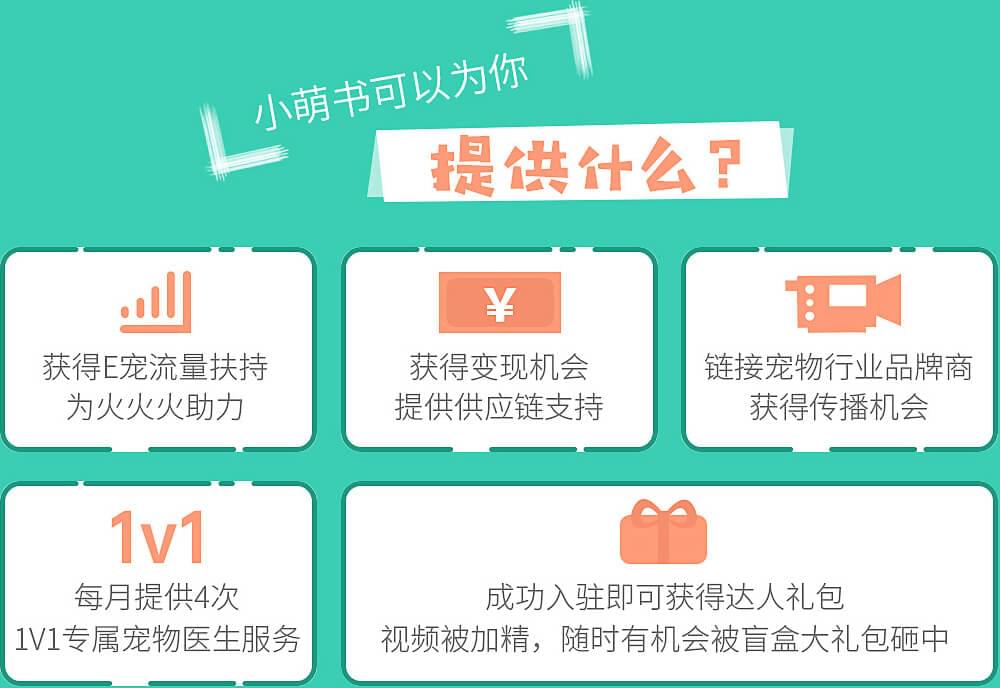 小萌书可以为你
提供什么?
获得E宠流量扶持
为火火火助力
¥
获得变现机会
提供供应链支持
链接宠物行业品牌商
获得传播机会
1v1
每月提供4次
1V1专属宠物医生服务
成功入驻即可获得达人礼包
视频被加精，随时有机会被盲盒大礼包砸中